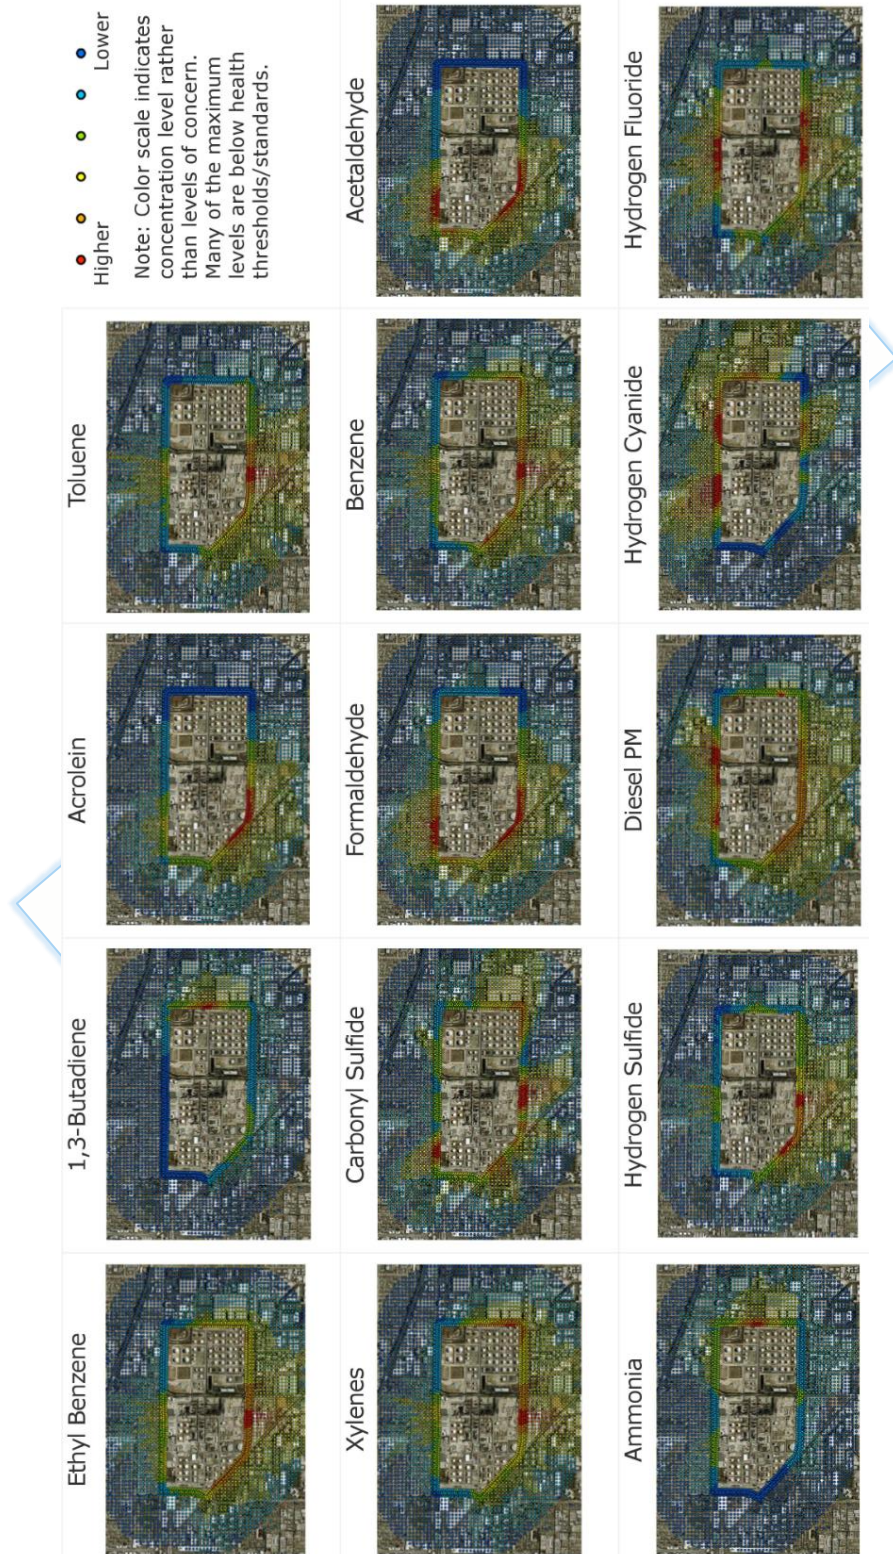 Ethyl Benzene
1,3-Butadiene
Acrolein
Toluene
Higher
Lower
Note: Color scale indicates
concentration level rather
than levels of concern.
Many of the maximum
levels are below health
thresholds/standards.
Xylenes
Carbonyl Sulfide
Formaldehyde
Benzene
Acetaldehyde
Ammonia
Hydrogen Sulfide
Diesel PM
Hydrogen Cyanide
Hydrogen Fluoride